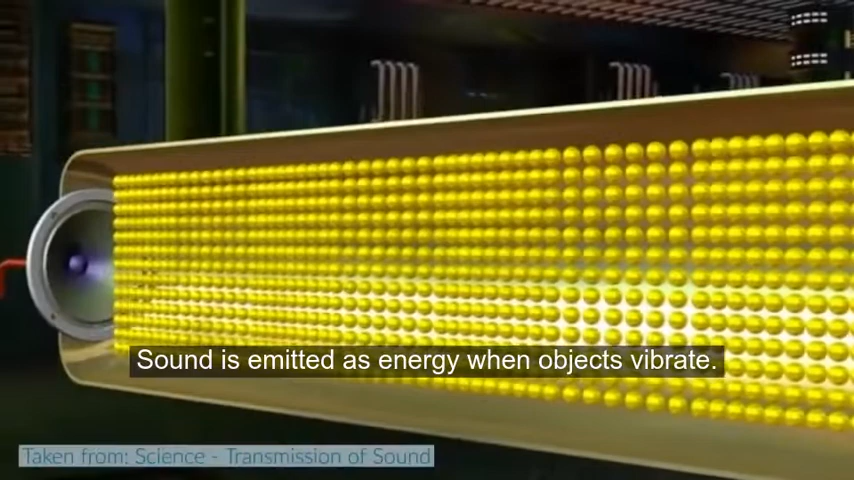 Sound is emitted as energy when objects vibrate.
Taken from: Science - Transmission of Sound